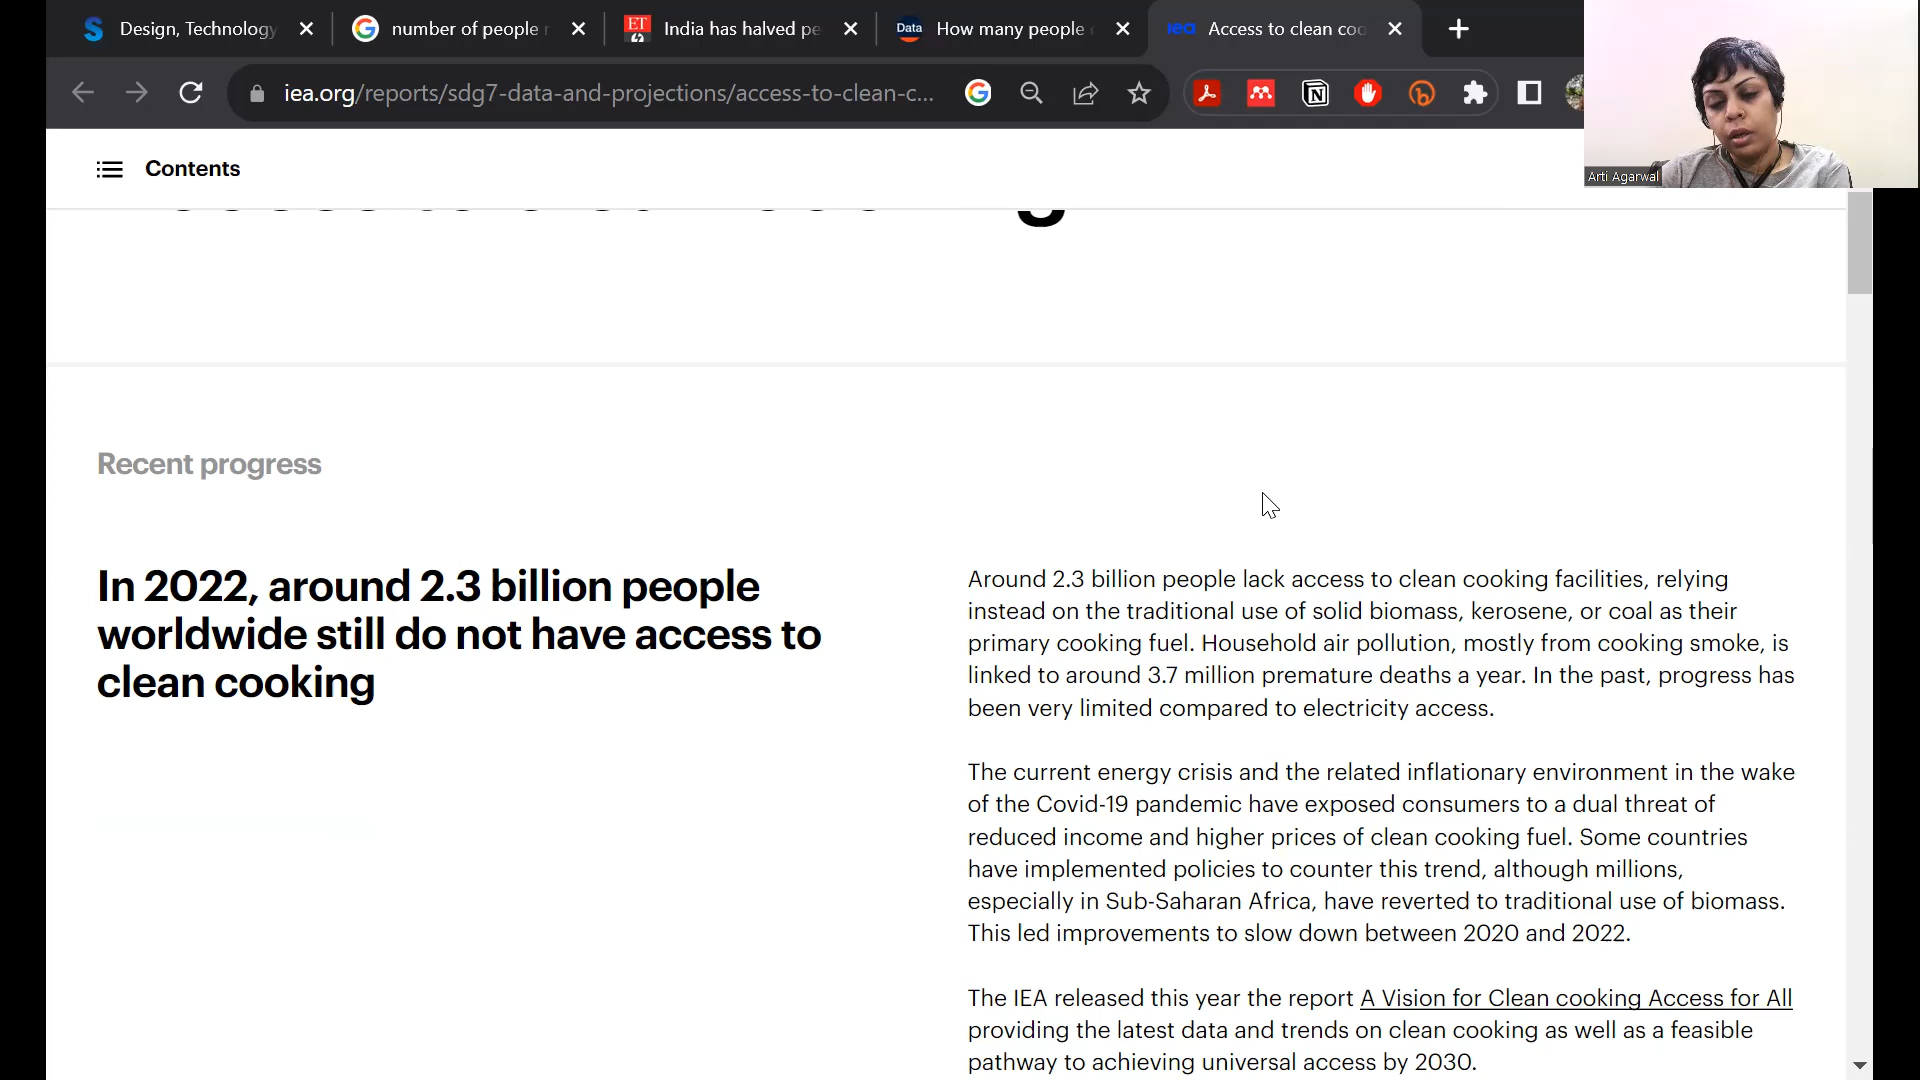 Design, Technology
number of people
India has halved pe
How many people
Access to clean coo
iea.org/reports/sdg7-data-and-projections/access-to-clean-c...
Arti Agarwal
Contents
Recent progress
In 2022, around 2.3 billion people
worldwide still do not have access to
clean cooking
Around 2.3 billion people lack access to clean cooking facilities, relying
instead on the traditional use of solid biomass, kerosene, or coal as their
primary cooking fuel. Household air pollution, mostly from cooking smoke, is
linked to around 3.7 million premature deaths a year. In the past, progress has
been very limited compared to electricity access.
The current energy crisis and the related inflationary environment in the wake
of the Covid-19 pandemic have exposed consumers to a dual threat of
reduced income and higher prices of clean cooking fuel. Some countries
have implemented policies to counter this trend, although millions,
especially in Sub-Saharan Africa, have reverted to traditional use of biomass.
This led improvements to slow down between 2020 and 2022.
The IEA released this year the report A Vision for Clean cooking Access for All
providing the latest data and trends on clean cooking as well as a feasible
pathway to achieving universal access by 2030.